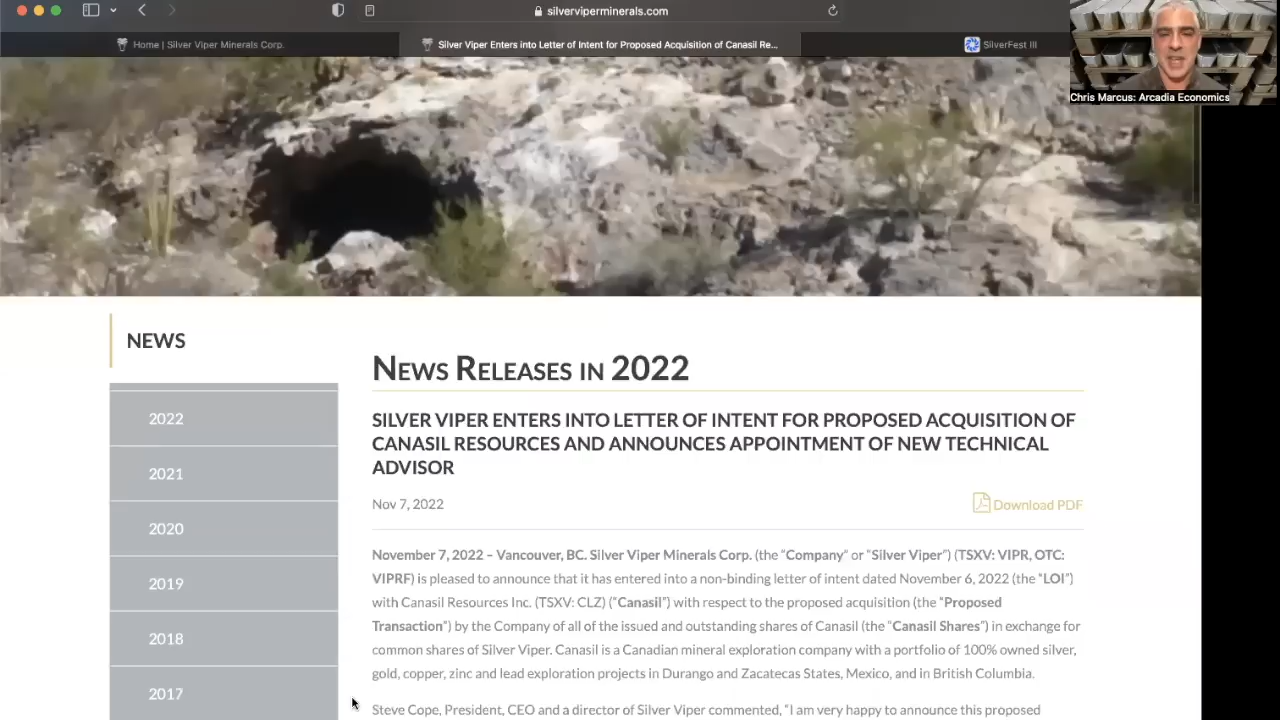 silverviperminerals.com
Home | Silver Viper Minerals Corp.
Silver Viper Enters into Letter of Intent for Proposed Acquisition of Canasil Re...
SilverFest III
Chris Marcus: Arcadia Economics
NEWS
2022
2021
2020
2019
2018
2017
NEWS RELEASES IN 2022
SILVER VIPER ENTERS INTO LETTER OF INTENT FOR PROPOSED ACQUISITION OF
CANASIL RESOURCES AND ANNOUNCES APPOINTMENT OF NEW TECHNICAL
ADVISOR
Nov 7, 2022
Download PDF
November 7, 2022 – Vancouver, BC. Silver Viper Minerals Corp. (the “Company” or “Silver Viper”) (TSXV: VIPR, OTC:
VIPRF) is pleased to announce that it has entered into a non-binding letter of intent dated November 6, 2022 (the “LOI”)
with Canasil Resources Inc. (TSXV: CLZ) (“Canasil”) with respect to the proposed acquisition (the “Proposed
Transaction”) by the Company of all of the issued and outstanding shares of Canasil (the “Canasil Shares”) in exchange for
common shares of Silver Viper. Canasil is a Canadian mineral exploration company with a portfolio of 100% owned silver,
gold, copper, zinc and lead exploration projects in Durango and Zacatecas States, Mexico, and in British Columbia.
Steve Cope, President, CEO and a director of Silver Viper commented, “I am very happy to announce this proposed